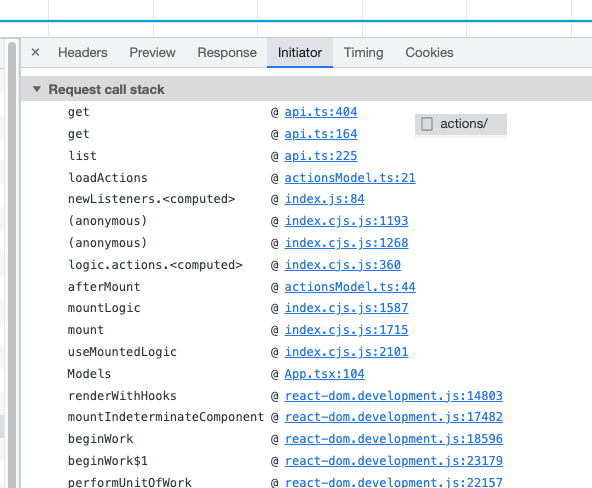 × Headers Preview Response Initiator Timing Cookies
▼ Request call stack
get @ api.ts:404
actions/
get @ api.ts:164
list @ api.ts:225
loadActions @ actionsModel.ts:21
newListeners.<computed> @ index.js:84
(anonymous) @ index.cjs.js:1193
(anonymous) @ index.cjs.js:1268
logic.actions.<computed> @ index.cjs.js:360
afterMount @ actionsModel.ts:44
mountLogic @ index.cjs.js:1587
mount @ index.cjs.js:1715
useMountedLogic @ index.cjs.js:2101
Models @ App.tsx:104
renderWithHooks @ react-dom.development.js:14803
mountIndeterminateComponent @ react-dom.development.js:17482
beginWork @ react-dom.development.js:18596
beginWork$1 @ react-dom.development.js:23179
performUnitOfWork @ react-dom.development.js:22157